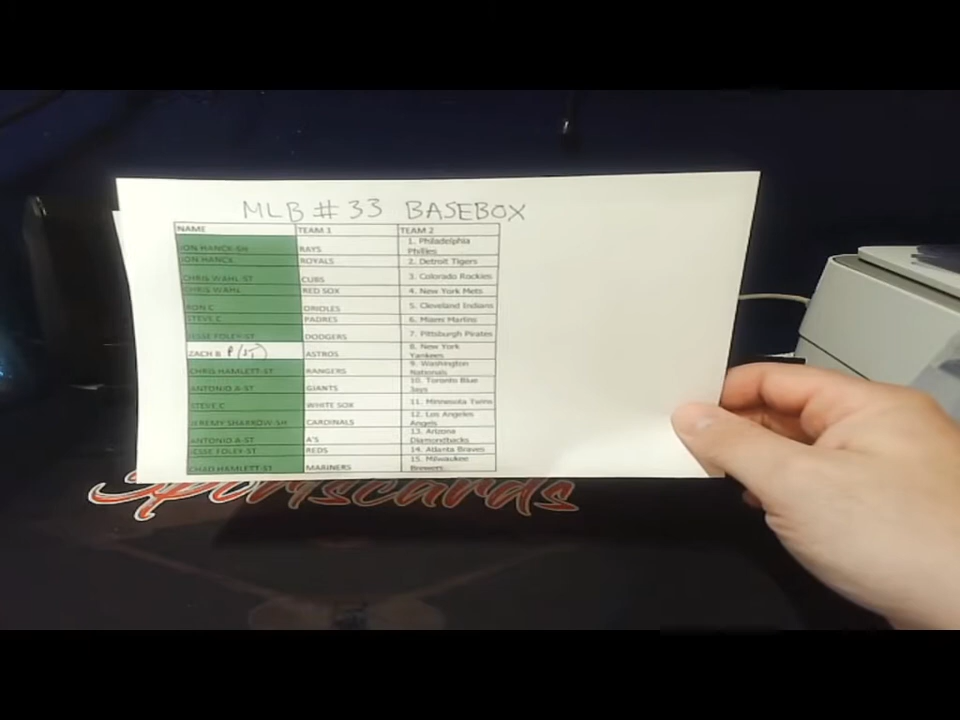 MLB # 33 BASEBOX
NAME TEAM 1 TEAM 2
JON HANCK-SH RAYS 1. Philadelphia
Phillies
JON HANCK ROYALS 2. Detroit Tigers
CHRIS WAHL-ST CUBS 3. Colorado Rockies
CHRIS WAHL RED SOX 4. New York Mets
RON C ORIOLES 5. Cleveland Indians
STEVE C PADRES 6. Miami Marlins
JESSE FOLEY-ST DODGERS 7. Pittsburgh Pirates
ZACH B ASTROS 8. New York
Yankees
CHRIS HAMLETT-ST RANGERS 9. Washington
Nationals
ANTONIO A-ST GIANTS 10. Toronto Blue
Jays
STEVE C WHITE SOX 11. Minnesota Twins
JEREMY SHARROW-SH CARDINALS 12. Los Angeles
Angels
ANTONIO A-ST A'S 13. Arizona
Diamondbacks
JESSE FOLEY-ST REDS 14. Atlanta Braves
CHAD HAMLETT-ST MARINERS 15. Milwaukee
Brewers
Sportscards